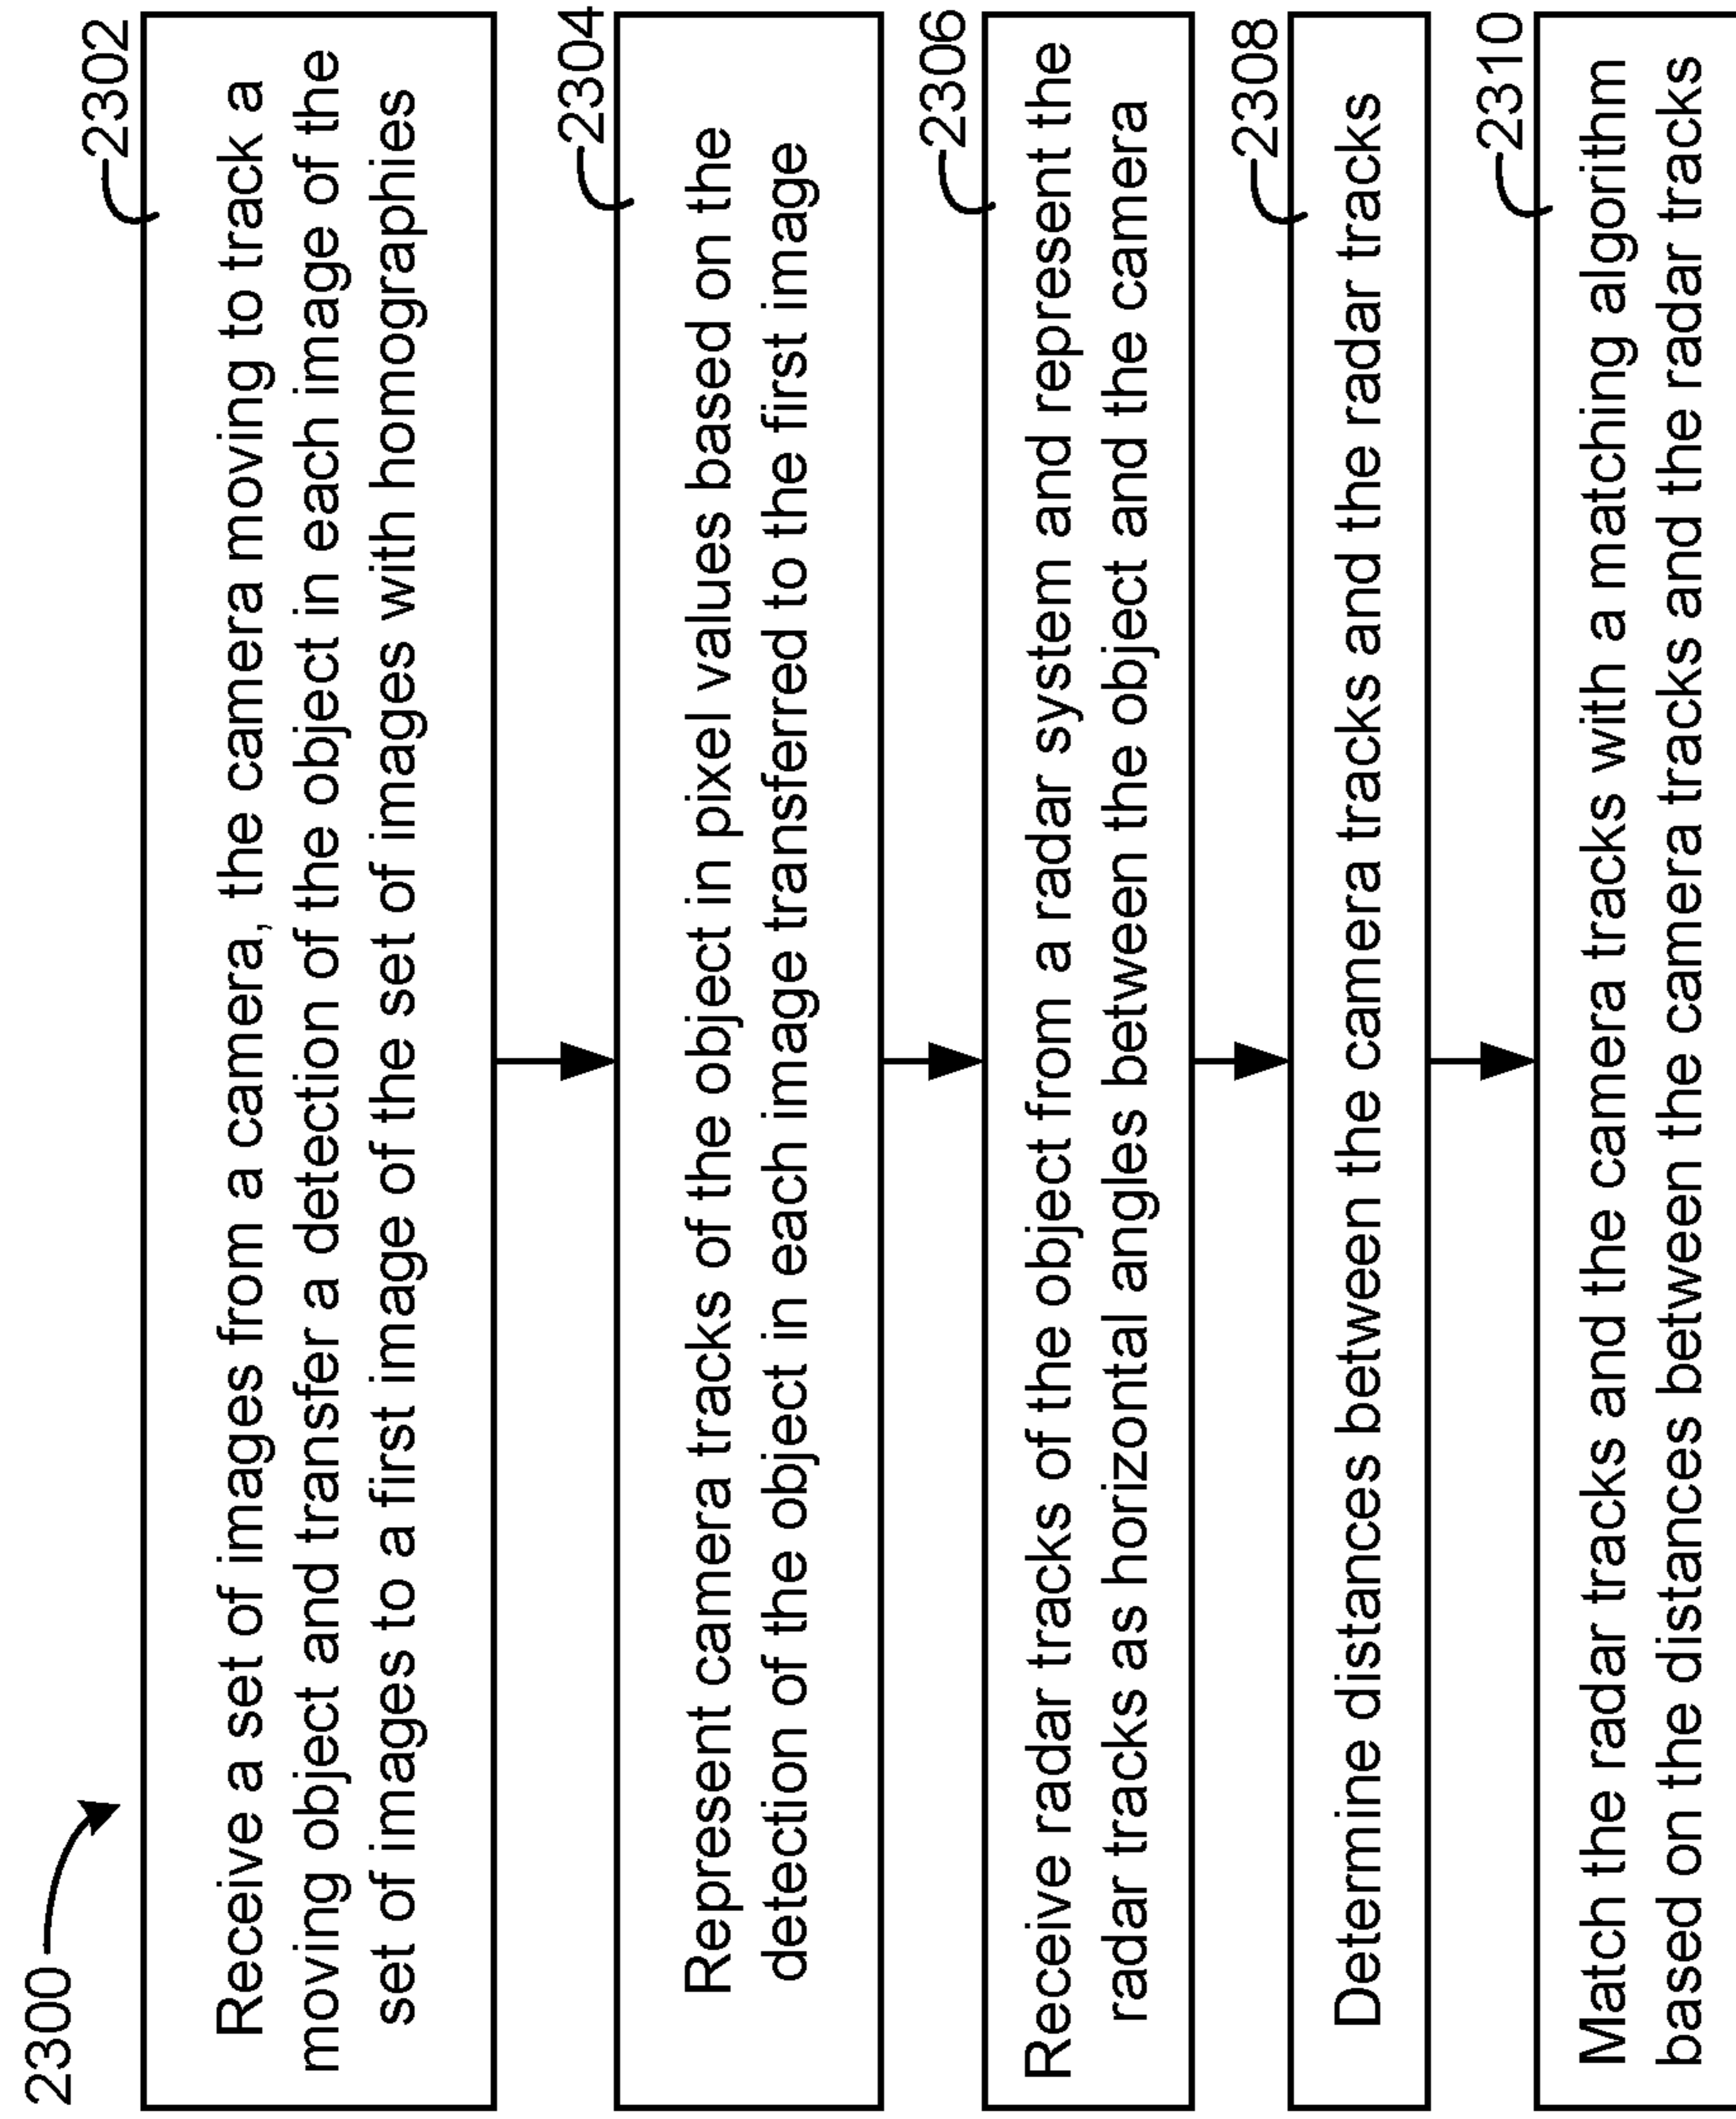 2300
2302
Receive a set of images from a camera, the camera moving to track a
moving object and transfer a detection of the object in each image of the
set of images to a first image of the set of images with homographies
2304
Represent camera tracks of the object in pixel values based on the
detection of the object in each image transferred to the first image
2306
Receive radar tracks of the object from a radar system and represent the
radar tracks as horizontal angles between the object and the camera
2308
Determine distances between the camera tracks and the radar tracks
2310
Match the radar tracks and the camera tracks with a matching algorithm
based on the distances between the camera tracks and the radar tracks